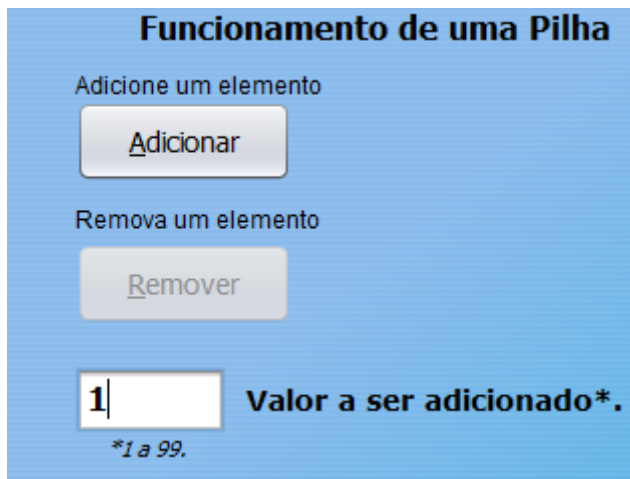 Funcionamento de uma Pilha
Adicione um elemento
Adicionar
Remova um elemento
Remover
1 Valor a ser adicionado*.
*1 a 99.